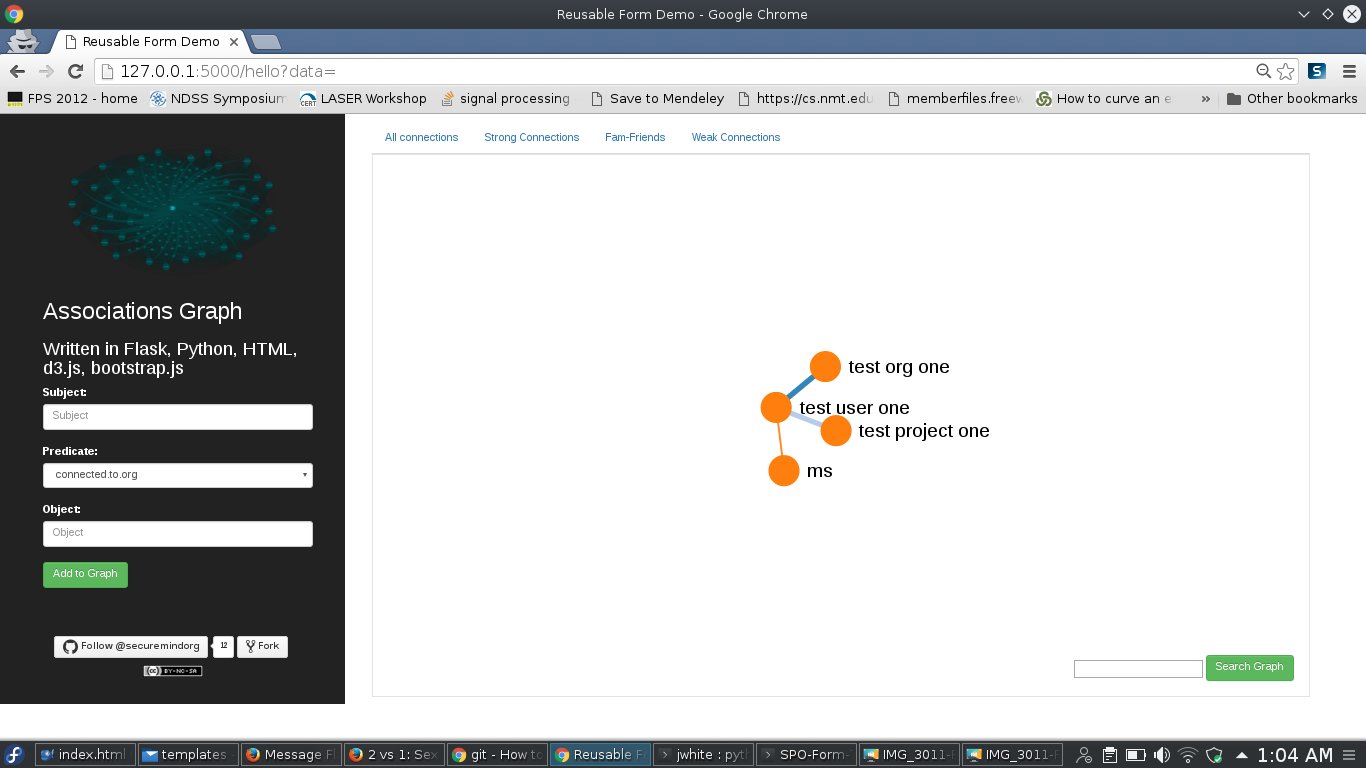 Reusable Form Demo - Google Chrome
Reusable Form Demo
127.0.0.1:5000/hello?data=
FPS 2012 - home
NDSS Symposium
CERT
LASER Workshop
signal processing
Save to Mendeley
https://cs.nmt.edu
memberfiles.freew
How to curve an e
»
Other bookmarks
All connections
Strong Connections
Fam-Friends
Weak Connections
Associations Graph
Written in Flask, Python, HTML,
d3.js, bootstrap.js
Subject:
Subject
Predicate:
connected.to.org
Object:
Object
Add to Graph
Follow @securemindorg
12
Fork
CC BY-NC-SA
test org one
test user one
test project one
ms
Search Graph
index.html
templates
Message F
2 vs 1: Sex
git - How to
Reusable F
jwhite : pyt
SPO-Form-
IMG_3011-
IMG_3011-
1:04 AM